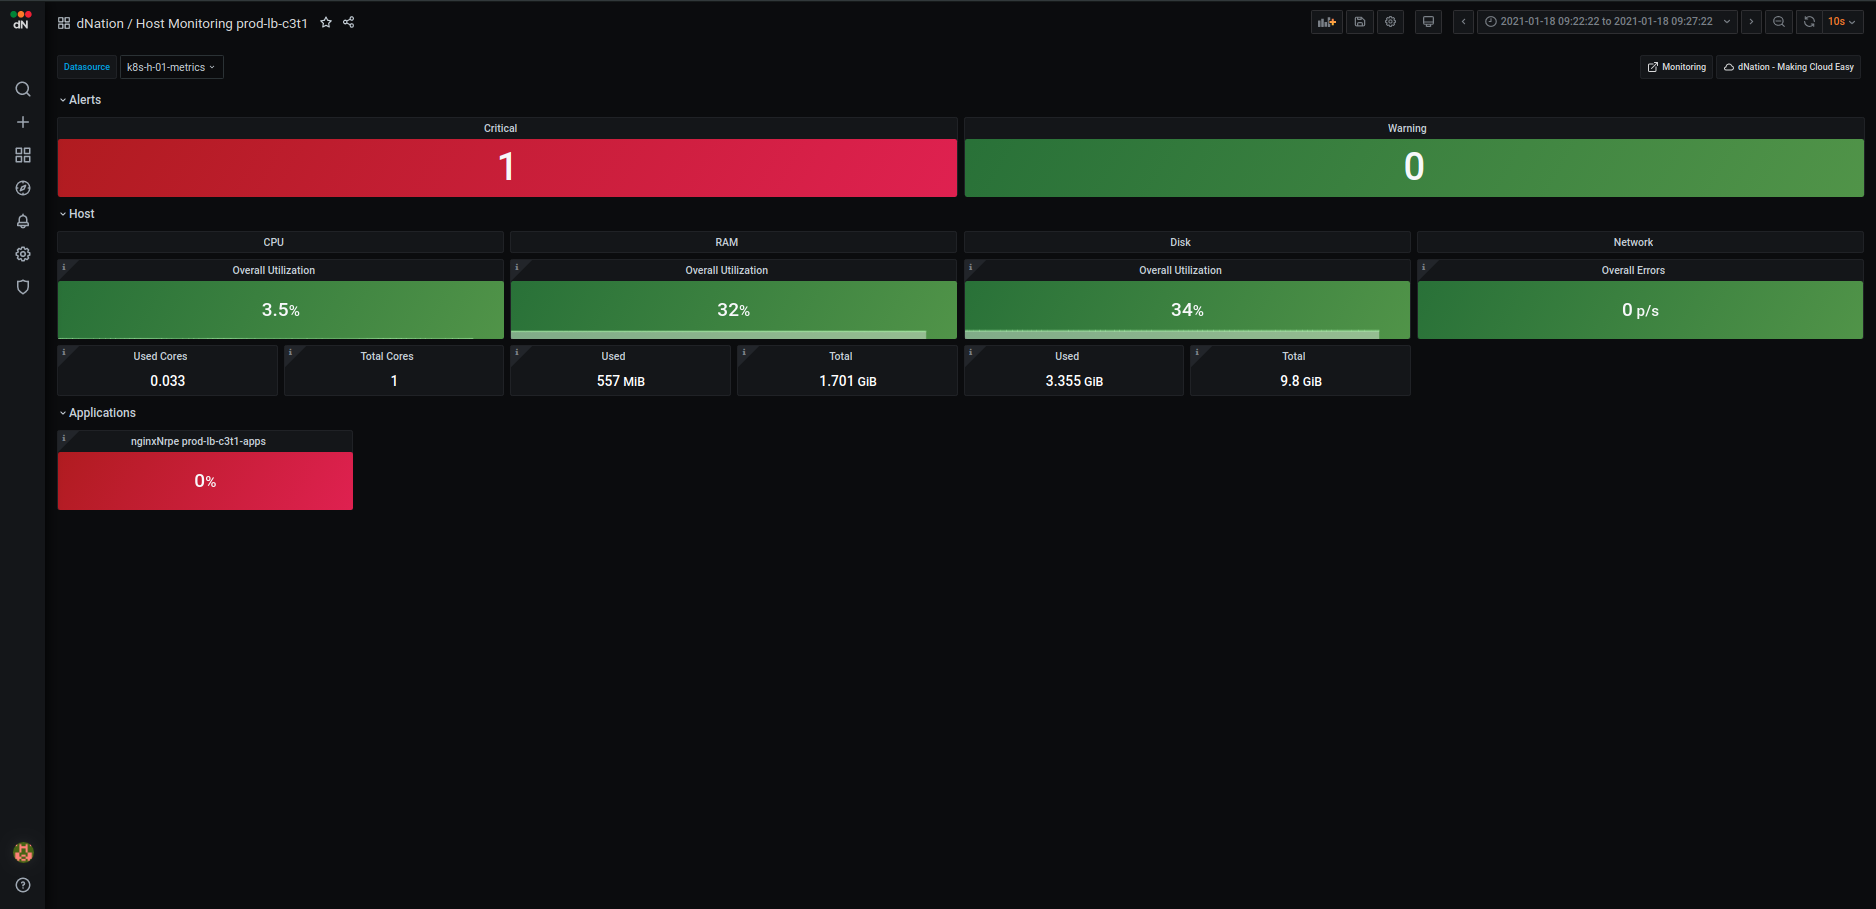 dN
dNation / Host Monitoring prod-lb-c3t1
2021-01-18 09:22:22 to 2021-01-18 09:27:22
10s
Datasource
k8s-h-01-metrics
Monitoring
dNation - Making Cloud Easy
Alerts
Critical
Warning
1
0
Host
CPU
RAM
Disk
Network
Overall Utilization
Overall Utilization
Overall Utilization
Overall Errors
3.5%
32%
34%
0 p/s
Used Cores
Total Cores
Used
Total
Used
Total
0.033
1
557 MiB
1.701 GiB
3.355 GiB
9.8 GiB
Applications
nginxNrpe prod-lb-c3t1-apps
0%